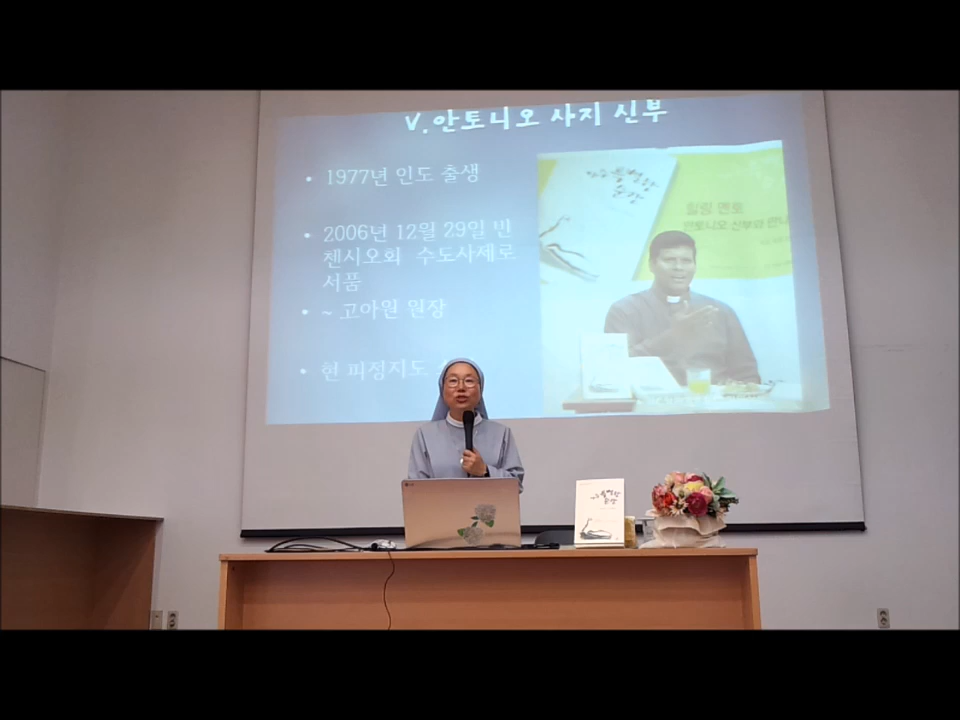 V.안토니오 사지 신부
• 1977년 인도 출생
• 2006년 12월 29일 빈
첸시오회 수도사제로
서품
• ~ 고아원 원장
• 현 피정지도
힐링 멘토
안토니오 신부와 만나